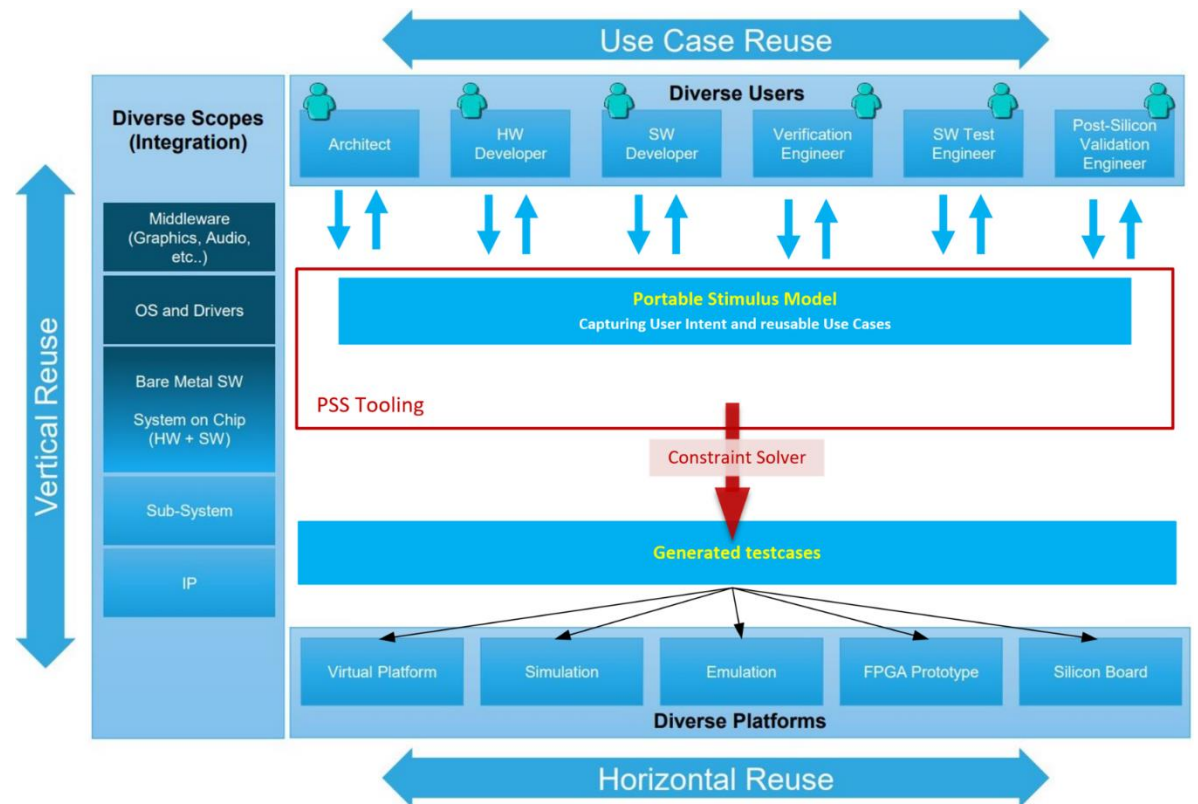 Use Case Reuse
Diverse Scopes
(Integration)
Diverse Users
Architect
HW
Developer
SW
Developer
Verification
Engineer
SW Test
Engineer
Post-Silicon
Validation
Engineer
Vertical Reuse
Middleware
(Graphics, Audio,
etc..)
OS and Drivers
Bare Metal SW
System on Chip
(HW + SW)
Sub-System
IP
Portable Stimulus Model
Capturing User Intent and reusable Use Cases
PSS Tooling
Constraint Solver
Generated testcases
Virtual Platform
Simulation
Emulation
FPGA Prototype
Silicon Board
Diverse Platforms
Horizontal Reuse